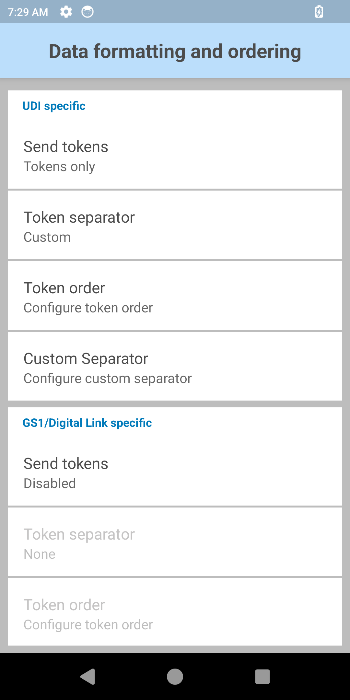 7:29 AM
Data formatting and ordering
UDI specific
Send tokens
Tokens only
Token separator
Custom
Token order
Configure token order
Custom Separator
Configure custom separator
GS1/Digital Link specific
Send tokens
Disabled
Token separator
None
Token order
Configure token order